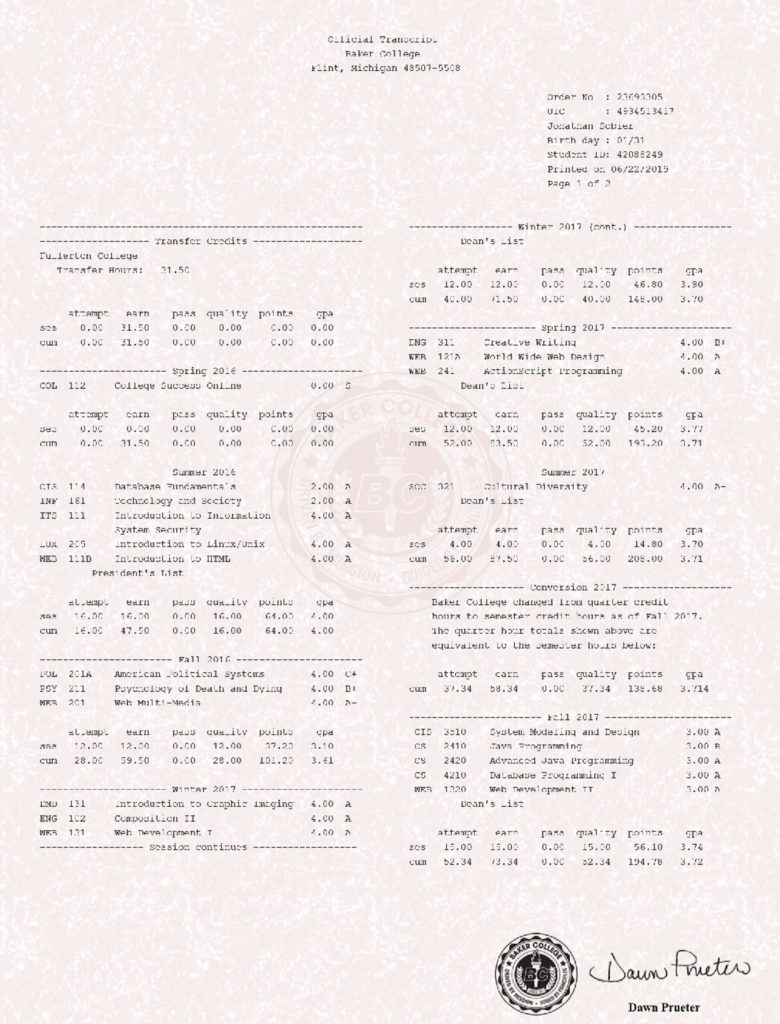 Official Transcript
Baker College
Flint, Michigan 48507-5508
Order No : 23693305
UIC : 4934513417
Jonathan Sobier
Birth day : 01/31
Student ID: 42088249
Printed on 06/22/2019
Page 1 of 2
------------------- Transfer Credits -------------------
Fullerton College
Transfer Hours: 31.50
attempt earn pass quality points gpa
ses 0.00 31.50 0.00 0.00 0.00 0.00
cum 0.00 31.50 0.00 0.00 0.00 0.00
---------------------- Spring 2016 ----------------------
COL 112 College Success Online 0.00 S
attempt earn pass quality points gpa
ses 0.00 0.00 0.00 0.00 0.00 0.00
cum 0.00 31.50 0.00 0.00 0.00 0.00
Summer 2016
CIS 114 Database Fundamentals 2.00 A
INF 161 Technology and Society 2.00 A
ITS 111 Introduction to Information 4.00 A
System Security
LUX 205 Introduction to Linux/Unix 4.00 A
WEB 111B Introduction to HTML 4.00 A
President's List
attempt earn pass quality points gpa
ses 16.00 16.00 0.00 16.00 64.00 4.00
cum 16.00 47.50 0.00 16.00 64.00 4.00
----------------------- Fall 2016 -----------------------
POL 201A American Political Systems 4.00 C+
PSY 211 Psychology of Death and Dying 4.00 B+
WEB 201 Web Multi-Media 4.00 A-
attempt earn pass quality points gpa
ses 12.00 12.00 0.00 12.00 37.20 3.10
cum 28.00 59.50 0.00 28.00 101.20 3.61
---------------------- Winter 2017 ----------------------
DMD 131 Introduction to Graphic Imaging 4.00 A
ENG 102 Composition II 4.00 A
WEB 131 Web Development I 4.00 A-
------------------ Session continues ------------------
------------------ Winter 2017 (cont.) -----------------
Dean's List
attempt earn pass quality points gpa
ses 12.00 12.00 0.00 12.00 46.80 3.90
cum 40.00 71.50 0.00 40.00 148.00 3.70
---------------------- Spring 2017 ---------------------
ENG 311 Creative Writing 4.00 B+
WEB 121A World Wide Web Design 4.00 A
WEB 241 ActionScript Programming 4.00 A
Dean's List
attempt earn pass quality points gpa
ses 12.00 12.00 0.00 12.00 45.20 3.77
cum 52.00 83.50 0.00 52.00 193.20 3.71
Summer 2017
SOC 321 Cultural Diversity 4.00 A-
Dean's List
attempt earn pass quality points gpa
ses 4.00 4.00 0.00 4.00 14.80 3.70
cum 56.00 87.50 0.00 56.00 208.00 3.71
-------------------- Conversion 2017 -------------------
Baker College changed from quarter credit
hours to semester credit hours as of Fall 2017.
The quarter hour totals shown above are
equivalent to the semester hours below:
attempt earn pass quality points gpa
cum 37.34 58.34 0.00 37.34 138.68 3.714
----------------------- Fall 2017 ----------------------
CIS 3510 System Modeling and Design 3.00 A
CS 2410 Java Programming 3.00 B
CS 2420 Advanced Java Programming 3.00 A
CS 4210 Database Programming I 3.00 A
WEB 1320 Web Development II 3.00 A
Dean's List
attempt earn pass quality points gpa
ses 15.00 15.00 0.00 15.00 56.10 3.74
cum 52.34 73.34 0.00 52.34 194.78 3.72
BAKER COLLEGE
BC
Dawn Prueter
Dawn Prueter